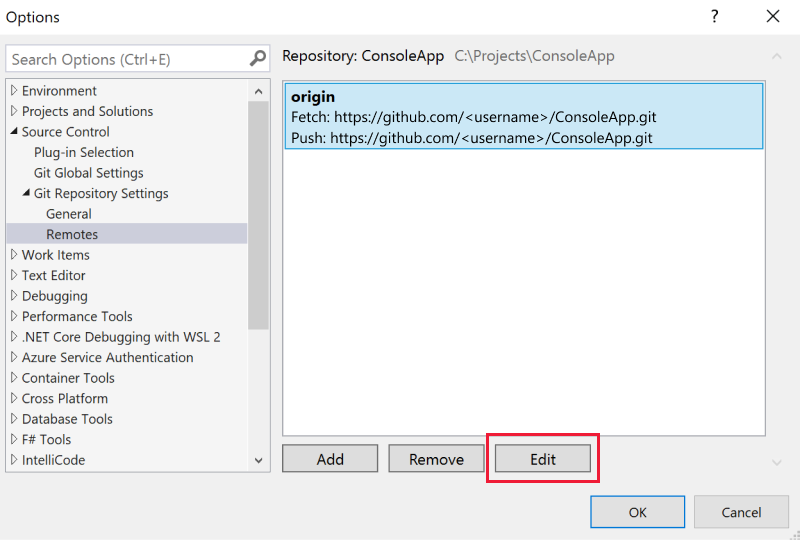 Options
?
Search Options (Ctrl+E)
Environment
Projects and Solutions
Source Control
Plug-in Selection
Git Global Settings
Git Repository Settings
General
Remotes
Work Items
Text Editor
Debugging
Performance Tools
.NET Core Debugging with WSL 2
Azure Service Authentication
Container Tools
Cross Platform
Database Tools
F# Tools
IntelliCode
Repository: ConsoleApp C:\Projects\ConsoleApp
origin
Fetch: https://github.com/<username>/ConsoleApp.git
Push: https://github.com/<username>/ConsoleApp.git
Add Remove Edit
OK Cancel